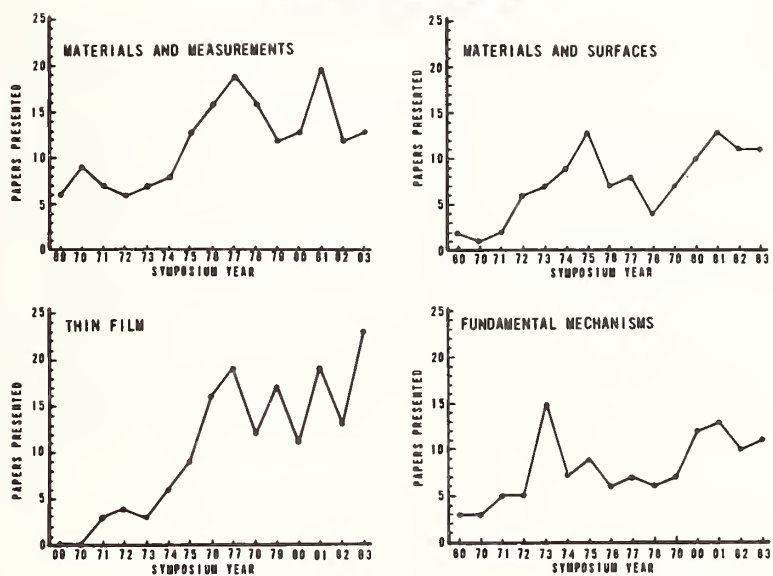 MATERIALS AND MEASUREMENTS
25
20
15
10
5
0
PAPERS PRESENTED
69 70 71 72 73 74 75 76 77 78 79 80 81 82 83
SYMPOSIUM YEAR
MATERIALS AND SURFACES
25
20
15
10
5
0
PAPERS PRESENTED
69 70 71 72 73 74 75 76 77 78 79 80 81 82 83
SYMPOSIUM YEAR
THIN FILM
25
20
15
10
5
0
PAPERS PRESENTED
69 70 71 72 73 74 75 76 77 78 79 80 81 82 83
SYMPOSIUM YEAR
FUNDAMENTAL MECHANISMS
25
20
15
10
5
0
PAPERS PRESENTED
69 70 71 72 73 74 75 76 77 78 79 80 81 82 83
SYMPOSIUM YEAR